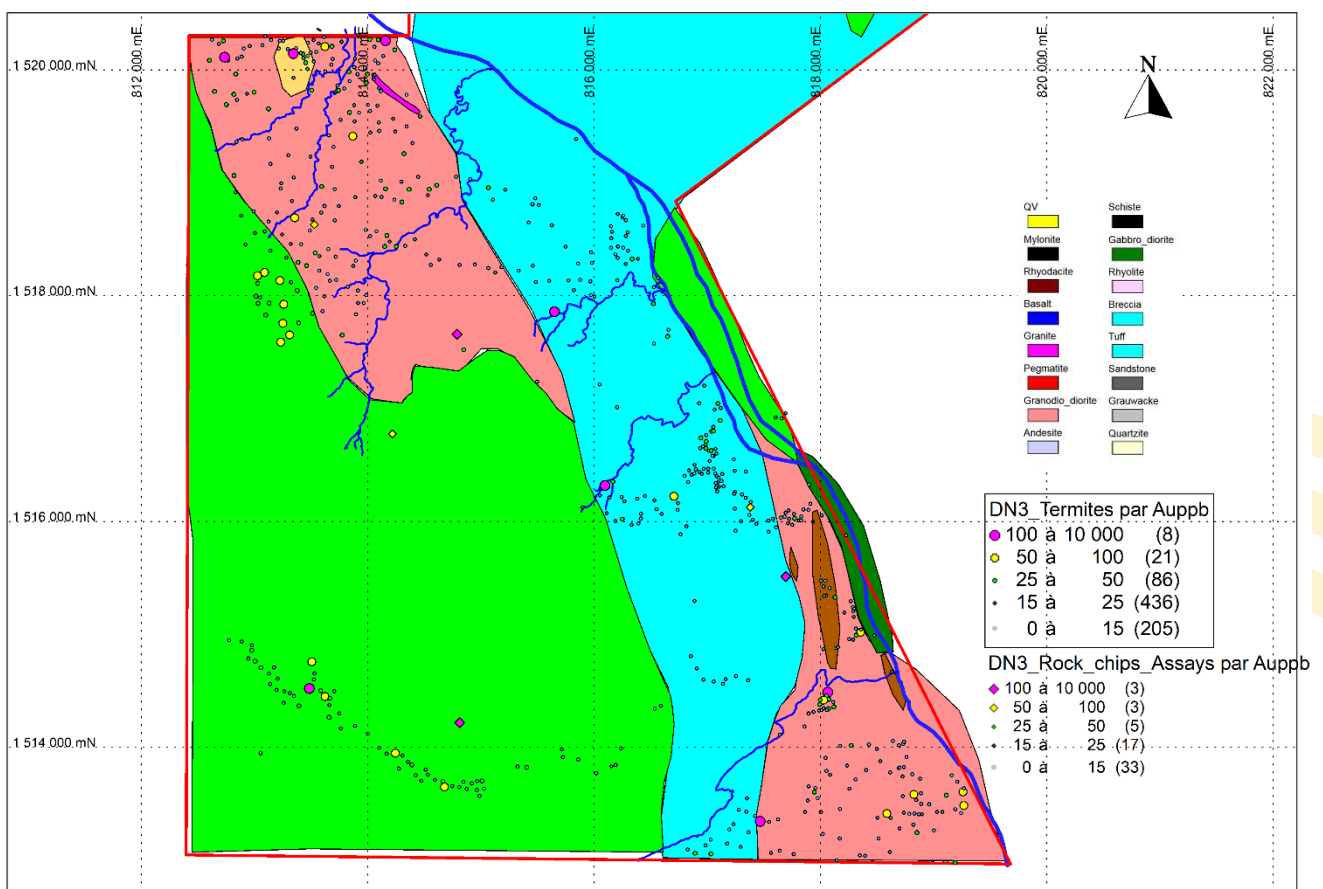 812 000.mE.
814 000.mE.
816 000.mE.
818 000.mE.
820 000.mE.
822 000.mE.
1 520 000.mN.
1 518 000.mN.
1 516 000.mN.
1 514 000.mN.
N
QV Schiste
Mylonite Gabbro_diorite
Rhyodacite Rhyolite
Basalt Breccia
Granite Tuff
Pegmatite Sandstone
Granodio_diorite Grauwacke
Andesite Quartzite
DN3_Termites par Auppb
100 à 10 000 (8)
50 à 100 (21)
25 à 50 (86)
15 à 25 (436)
0 à 15 (205)
DN3_Rock_chips_Assays par Auppb
100 à 10 000 (3)
50 à 100 (3)
25 à 50 (5)
15 à 25 (17)
0 à 15 (33)